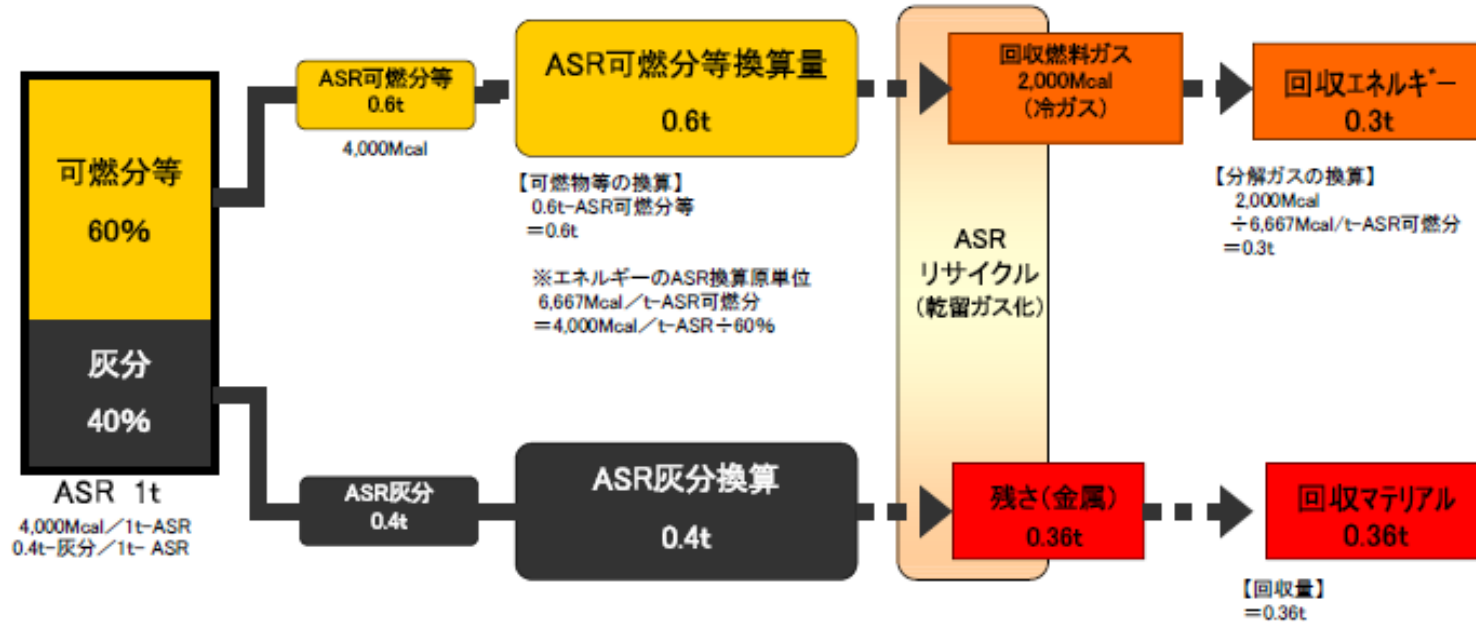 可燃分等
60%
灰分
40%
ASR 1t
4,000Mcal／1t-ASR
0.4t-灰分／1t- ASR
ASR可燃分等
0.6t
4,000Mcal
ASR可燃分等換算量
0.6t
【可燃物等の換算】
0.6t-ASR可燃分等
＝0.6t
※エネルギーのASR換算原単位
6,667Mcal／t-ASR可燃分
＝4,000Mcal／t-ASR÷60%
ASR灰分
0.4t
ASR灰分換算
0.4t
ASR
リサイクル
(乾留ガス化)
回収燃料ガス
2,000Mcal
(冷ガス)
回収エネルギー
0.3t
【分解ガスの換算】
2,000Mcal
÷6,667Mcal/t-ASR可燃分
＝0.3t
残さ(金属)
0.36t
回収マテリアル
0.36t
【回収量】
＝0.36t